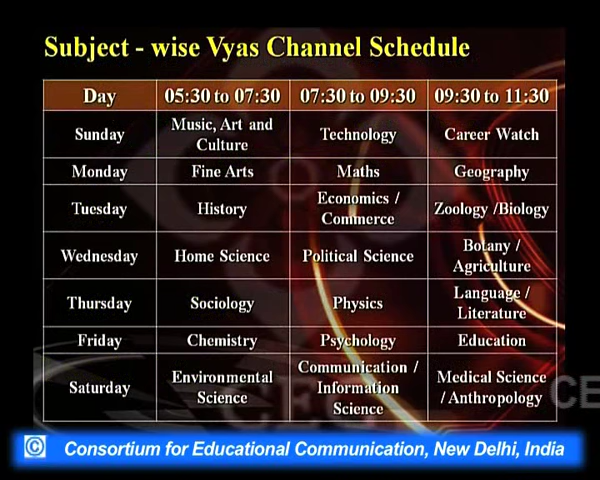 Subject - wise Vyas Channel Schedule
Day 05:30 to 07:30 07:30 to 09:30 09:30 to 11:30
Sunday Music, Art and Culture Technology Career Watch
Monday Fine Arts Maths Geography
Tuesday History Economics / Commerce Zoology /Biology
Wednesday Home Science Political Science Botany / Agriculture
Thursday Sociology Physics Language / Literature
Friday Chemistry Psychology Education
Saturday Environmental Science Communication / Information Science Medical Science / Anthropology
CEC
CE
© Consortium for Educational Communication, New Delhi, India